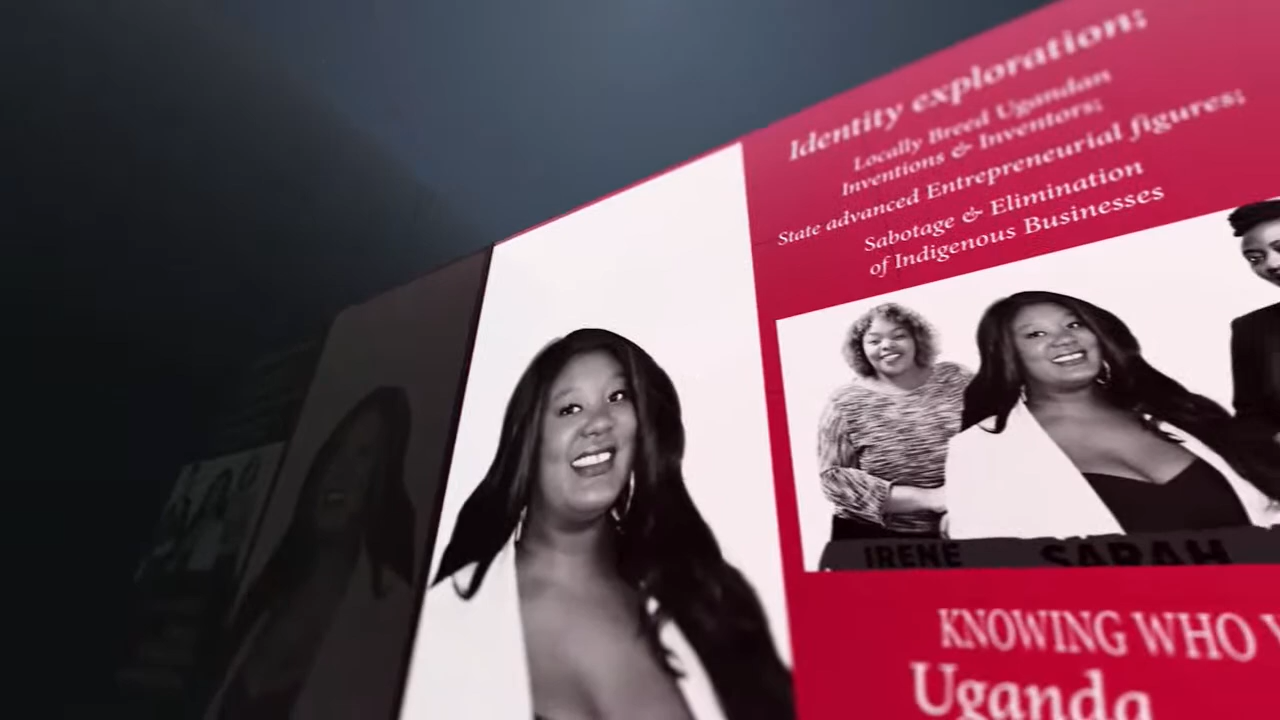 Identity exploration;
Locally Breed Ugandan
Inventions & Inventors;
State advanced Entrepreneurial figures;
Sabotage & Elimination
of Indigenous Businesses
IRENE SARAH
KNOWING WHO
Uganda